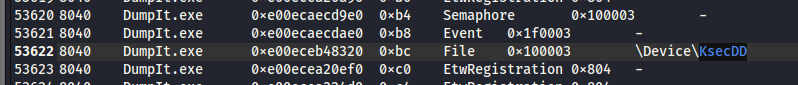 53620 8040 DumpIt.exe 0×e00ecaecd9e0 0×b4 Semaphore 0×100003 -
53621 8040 DumpIt.exe 0×e00ecaecdae0 0×b8 Event 0×1f0003 -
53622 8040 DumpIt.exe 0×e00eceb48320 0×bc File 0×100003 \Device\KsecDD
53623 8040 DumpIt.exe 0×e00ecea20ef0 0×c0 EtwRegistration 0×804 -